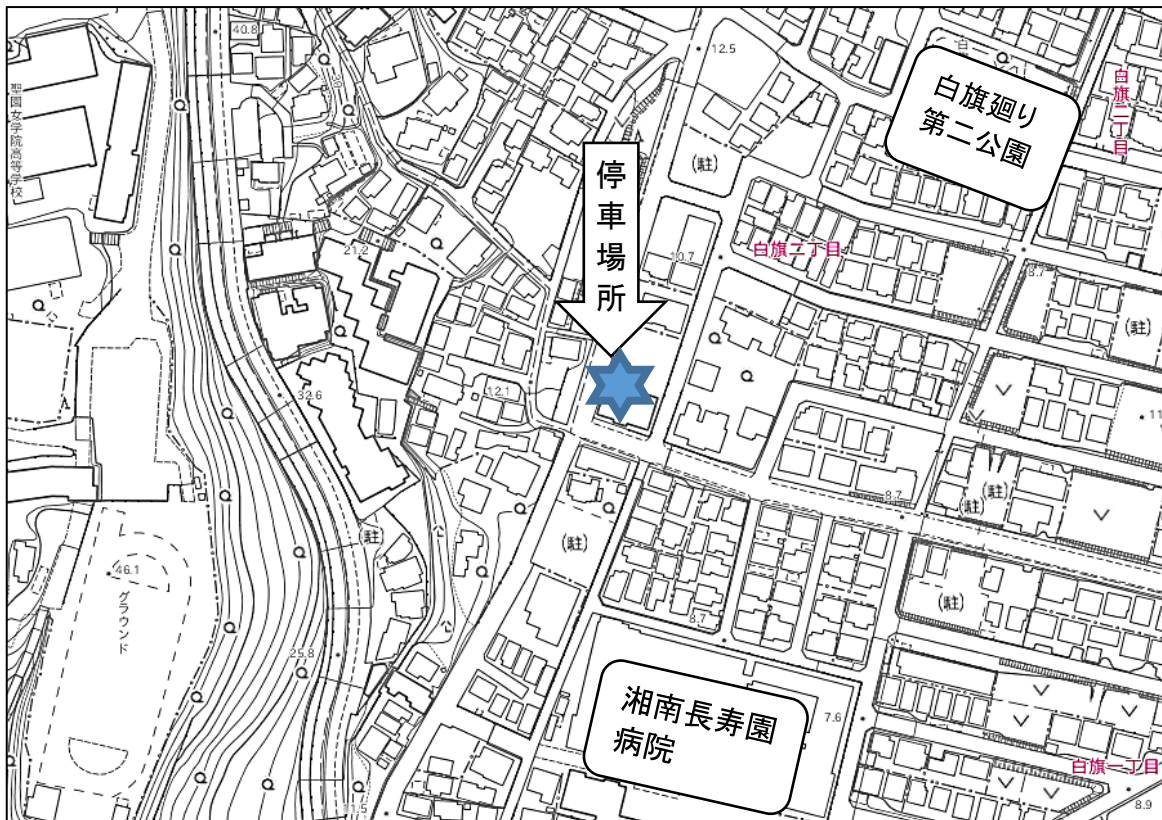 40.8
12.5
白
白旗廻り
第二公園
白旗二丁目
聖園女学院高等学校
(駐)
停車場所
21.2
10.7
白旗二丁目
8.7
(駐)
32.6
12.1
11
8.7
(駐)
(駐)
(駐)
(駐)
46.1
グラウンド
(駐)
8.7
25.8
湘南長寿園
病院
7.6
白旗一丁目
11.5
8.9